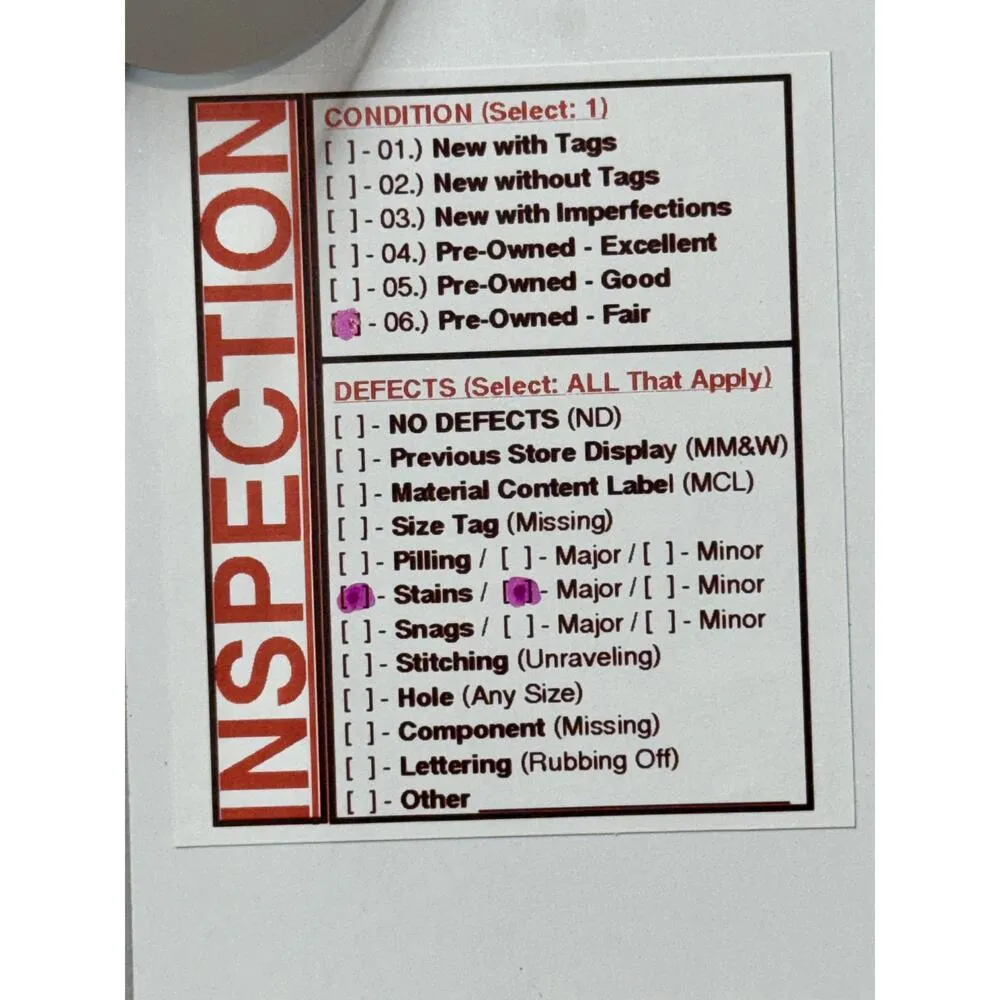 INSPECTION
CONDITION (Select: 1)
[ ] - 01.) New with Tags
[ ] - 02.) New without Tags
[ ] - 03.) New with Imperfections
[ ] - 04.) Pre-Owned - Excellent
[ ] - 05.) Pre-Owned - Good
[ ] - 06.) Pre-Owned - Fair
DEFECTS (Select: ALL That Apply)
[ ] - NO DEFECTS (ND)
[ ] - Previous Store Display (MM&W)
[ ] - Material Content Label (MCL)
[ ] - Size Tag (Missing)
[ ] - Pilling / [ ] - Major / [ ] - Minor
[ ] - Stains / [ ] - Major / [ ] - Minor
[ ] - Snags / [ ] - Major / [ ] - Minor
[ ] - Stitching (Unraveling)
[ ] - Hole (Any Size)
[ ] - Component (Missing)
[ ] - Lettering (Rubbing Off)
[ ] - Other